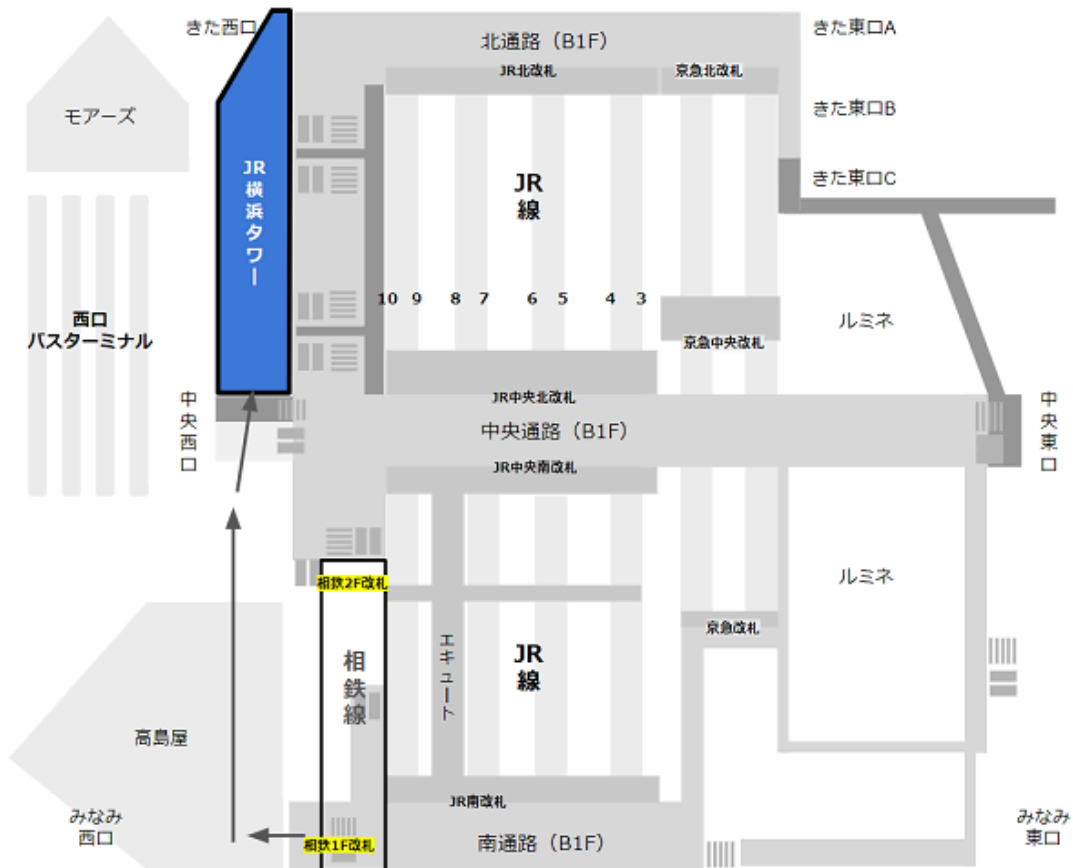 きた西口
北通路（B1F）
きた東口A
JR北改札
京急北改札
モアーズ
きた東口B
JR
横
浜
タ
ワ
ー
JR
線
きた東口C
10 9 8 7 6 5 4 3
西口
バスターミナル
ルミネ
京急中央改札
JR中央北改札
中
央
西
口
中央通路（B1F）
中
央
東
口
JR中央南改札
相鉄2F改札
ルミネ
エ
キ
ュ
ー
ト
京急改札
相
鉄
線
JR
線
高島屋
JR南改札
みなみ
西口
相鉄1F改札
南通路（B1F）
みなみ
東口